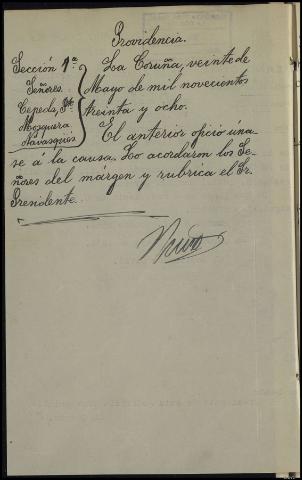 Providencia.
Sección 1ª.
Señores.
Cepeda, Pte
Mosquera
Navasqüés
La Coruña, veinte de
Mayo de mil novecientos
treinta y ocho.
El anterior oficio úna-
se á la causa. Lo acordaron los Se-
ñores del margen y rubrica el Sr.
Presidente.